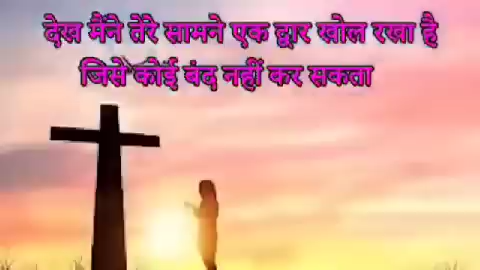 देख मैंने तेरे सामने एक द्वार खोल रखा है
जिसे कोई बंद नहीं कर सकता